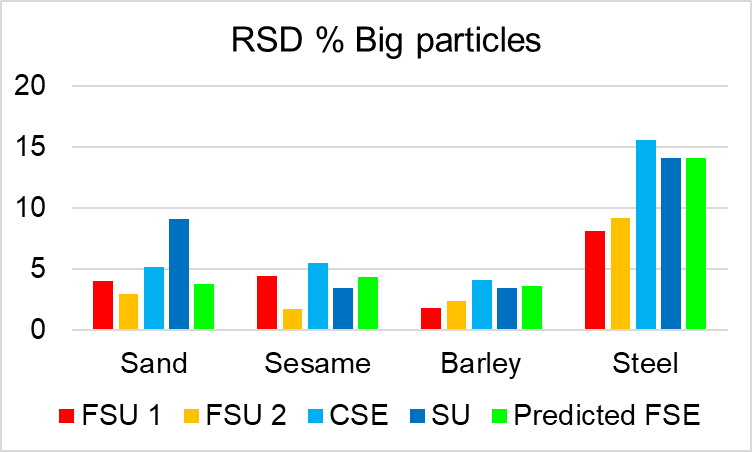 RSD % Big particles
20
15
10
5
0
Sand Sesame Barley Steel
FSU 1 FSU 2 CSE SU Predicted FSE